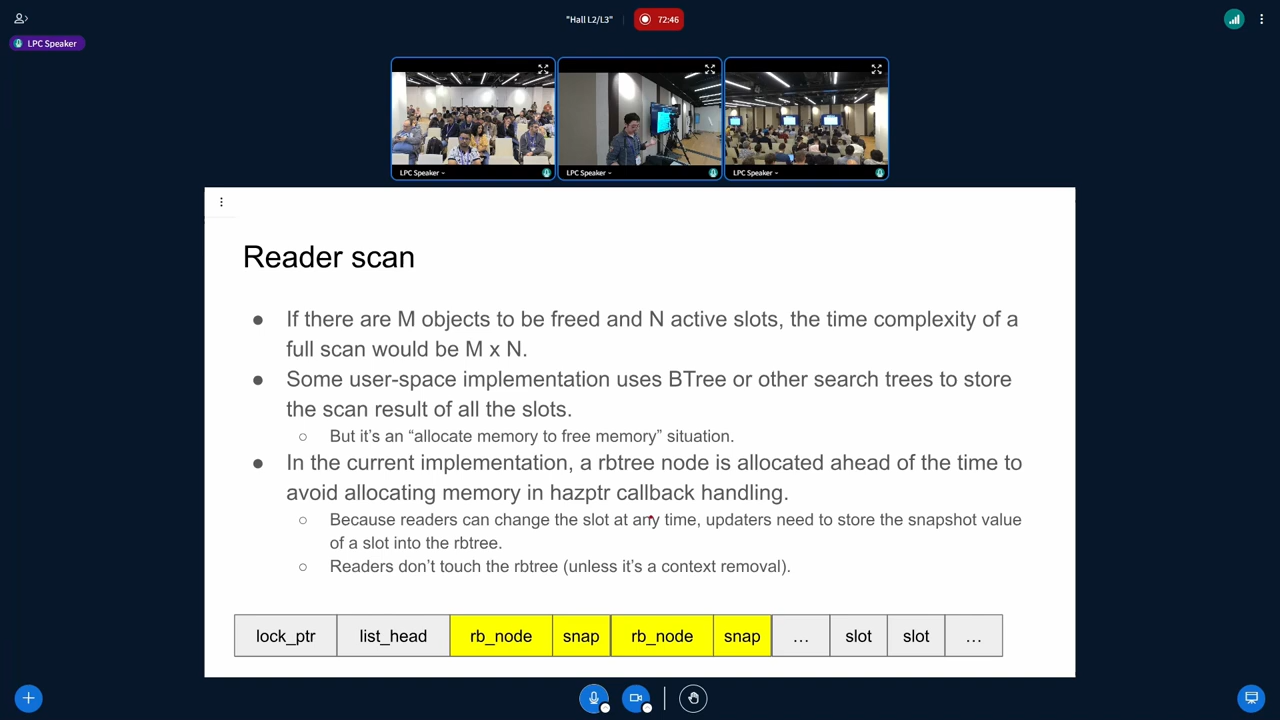 "Hall L2/L3"
72:46
LPC Speaker
LPC Speaker
LPC Speaker
LPC Speaker
Reader scan
● If there are M objects to be freed and N active slots, the time complexity of a
full scan would be M x N.
● Some user-space implementation uses BTree or other search trees to store
the scan result of all the slots.
○ But it's an “allocate memory to free memory” situation.
● In the current implementation, a rbtree node is allocated ahead of the time to
avoid allocating memory in hazptr callback handling.
○ Because readers can change the slot at any time, updaters need to store the snapshot value
of a slot into the rbtree.
○ Readers don't touch the rbtree (unless it's a context removal).
lock_ptr list_head rb_node snap rb_node snap … slot slot …